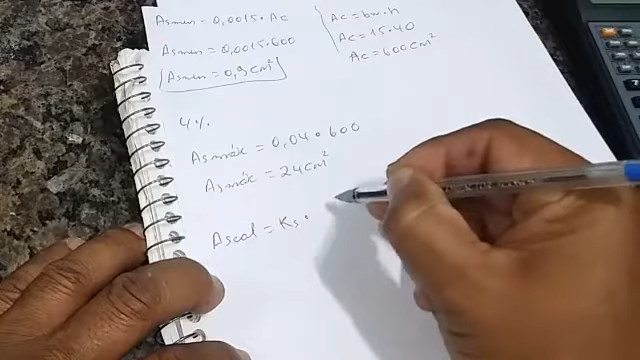 Asmin = 0,0015 • Ac
Asmin = 0,0015 • 600
Asmin = 0,9 cm²
Ac = bw . h
Ac = 15 . 40
Ac = 600 cm²
4%
Asmáx = 0,04 • 600
Asmáx = 24 cm²
Ascal = Ks •